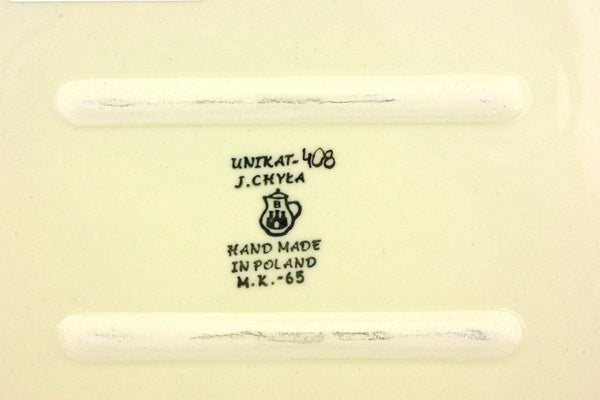 UNIKAT-408
J. CHYŁA
B
HAND MADE
IN POLAND
M.K.-65